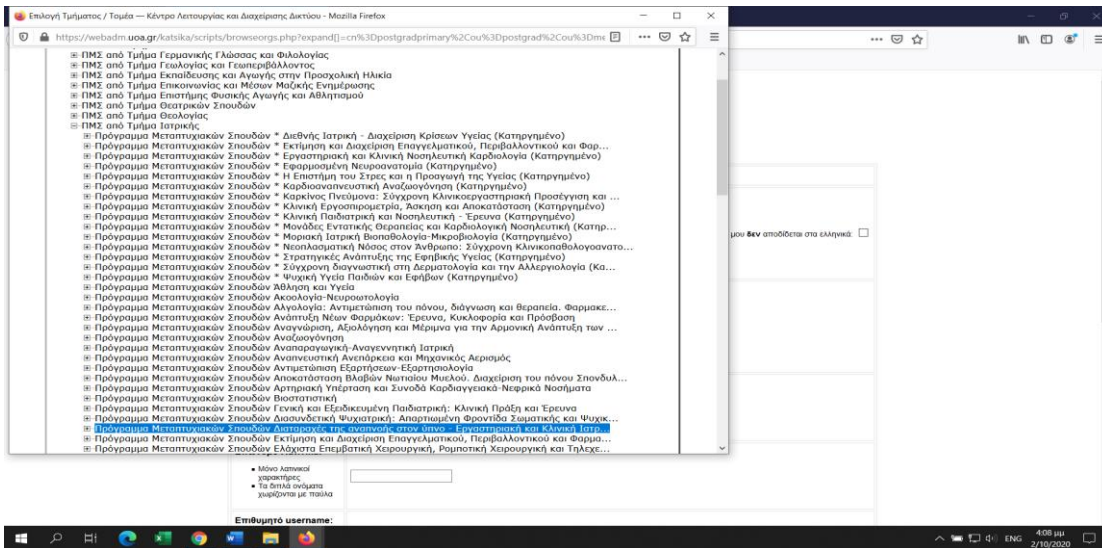 Επιλογή Τμήματος / Τομέα — Κέντρο Λειτουργίας και Διαχείρισης Δικτύου - Mozilla Firefox
https://webadm.uoa.gr/katsika/scripts/browseorgs.php?expand[]=cn%3Dpostgradprimary%2Cou%3Dpostgrad%2Cou%3Dme
ΠΜΣ από Τμήμα Γερμανικής Γλώσσας και Φιλολογίας
ΠΜΣ από Τμήμα Γεωλογίας και Γεωπεριβάλλοντος
ΠΜΣ από Τμήμα Εκπαίδευσης και Αγωγής στην Προσχολική Ηλικία
ΠΜΣ από Τμήμα Επικοινωνίας και Μέσων Μαζικής Ενημέρωσης
ΠΜΣ από Τμήμα Επιστήμης Φυσικής Αγωγής και Αθλητισμού
ΠΜΣ από Τμήμα Θεατρικών Σπουδών
ΠΜΣ από Τμήμα Θεολογίας
ΠΜΣ από Τμήμα Ιατρικής
Πρόγραμμα Μεταπτυχιακών Σπουδών * Διεθνής Ιατρική - Διαχείριση Κρίσεων Υγείας (Κατηργημένο)
Πρόγραμμα Μεταπτυχιακών Σπουδών * Εκτίμηση και Διαχείριση Επαγγελματικού, Περιβαλλοντικού και Φαρ...
Πρόγραμμα Μεταπτυχιακών Σπουδών * Εργαστηριακή και Κλινική Νοσηλευτική Καρδιολογία (Κατηργημένο)
Πρόγραμμα Μεταπτυχιακών Σπουδών * Εφαρμοσμένη Νευροανατομία (Κατηργημένο)
Πρόγραμμα Μεταπτυχιακών Σπουδών * Η Επιστήμη του Στρες και η Προαγωγή της Υγείας (Κατηργημένο)
Πρόγραμμα Μεταπτυχιακών Σπουδών * Καρδιοαναπνευστική Αναζωογόνηση (Κατηργημένο)
Πρόγραμμα Μεταπτυχιακών Σπουδών * Καρκίνος Πνεύμονα: Σύγχρονη Κλινικοεργαστηριακή Προσέγγιση και ...
Πρόγραμμα Μεταπτυχιακών Σπουδών * Κλινική Εργοσπιρομετρία, Άσκηση και Αποκατάσταση (Κατηργημένο)
Πρόγραμμα Μεταπτυχιακών Σπουδών * Κλινική Παιδιατρική και Νοσηλευτική - Έρευνα (Κατηργημένο)
Πρόγραμμα Μεταπτυχιακών Σπουδών * Μονάδες Εντατικής Θεραπείας και Καρδιολογική Νοσηλευτική (Κατηρ...
Πρόγραμμα Μεταπτυχιακών Σπουδών * Μοριακή Ιατρική Βιοπαθολογία-Μικροβιολογία (Κατηργημένο)
Πρόγραμμα Μεταπτυχιακών Σπουδών * Νεοπλασματική Νόσος στον Άνθρωπο: Σύγχρονη Κλινικοπαθολογοανατο...
Πρόγραμμα Μεταπτυχιακών Σπουδών * Στρατηγικές Ανάπτυξης της Εφηβικής Υγείας (Κατηργημένο)
Πρόγραμμα Μεταπτυχιακών Σπουδών * Σύγχρονη διαγνωστική στη Δερματολογία και την Αλλεργιολογία (Κα...
Πρόγραμμα Μεταπτυχιακών Σπουδών * Ψυχική Υγεία Παιδιών και Εφήβων (Κατηργημένο)
Πρόγραμμα Μεταπτυχιακών Σπουδών Άθληση και Υγεία
Πρόγραμμα Μεταπτυχιακών Σπουδών Ακοολογία-Νευροωτολογία
Πρόγραμμα Μεταπτυχιακών Σπουδών Αλγολογία: Αντιμετώπιση του πόνου, διάγνωση και θεραπεία. Φαρμακε...
Πρόγραμμα Μεταπτυχιακών Σπουδών Ανάπτυξη Νέων Φαρμάκων: Έρευνα, Κυκλοφορία και Πρόσβαση
Πρόγραμμα Μεταπτυχιακών Σπουδών Αναγνώριση, Αξιολόγηση και Μέριμνα για την Αρμονική Ανάπτυξη των ...
Πρόγραμμα Μεταπτυχιακών Σπουδών Αναζωογόνηση
Πρόγραμμα Μεταπτυχιακών Σπουδών Αναπαραγωγική-Αναγεννητική Ιατρική
Πρόγραμμα Μεταπτυχιακών Σπουδών Αναπνευστική Ανεπάρκεια και Μηχανικός Αερισμός
Πρόγραμμα Μεταπτυχιακών Σπουδών Αντιμετώπιση Εξαρτήσεων-Εξαρτησιολογία
Πρόγραμμα Μεταπτυχιακών Σπουδών Αποκατάσταση Βλαβών Νωτιαίου Μυελού. Διαχείριση του πόνου Σπονδυλ...
Πρόγραμμα Μεταπτυχιακών Σπουδών Αρτηριακή Υπέρταση και Συνοδά Καρδιαγγειακά-Νεφρικά Νοσήματα
Πρόγραμμα Μεταπτυχιακών Σπουδών Βιοστατιστική
Πρόγραμμα Μεταπτυχιακών Σπουδών Γενική και Εξειδικευμένη Παιδιατρική: Κλινική Πράξη και Έρευνα
Πρόγραμμα Μεταπτυχιακών Σπουδών Διασυνδετική Ψυχιατρική: Απαρτιωμένη Φροντίδα Σωματικής και Ψυχικ...
Πρόγραμμα Μεταπτυχιακών Σπουδών Διαταραχές της αναπνοής στον ύπνο - Εργαστηριακή και Κλινική Ιατρ...
Πρόγραμμα Μεταπτυχιακών Σπουδών Εκτίμηση και Διαχείριση Επαγγελματικού, Περιβαλλοντικού και Φαρμα...
Πρόγραμμα Μεταπτυχιακών Σπουδών Ελάχιστα Επεμβατική Χειρουργική, Ρομποτική Χειρουργική και Τηλεχε...
μου δεν αποδίδεται στα ελληνικά:
Μόνο λατινικοί χαρακτήρες
Τα διπλά ονόματα χωρίζονται με παύλα
Επιθυμητό username:
ENG
4:08 μμ
2/10/2020